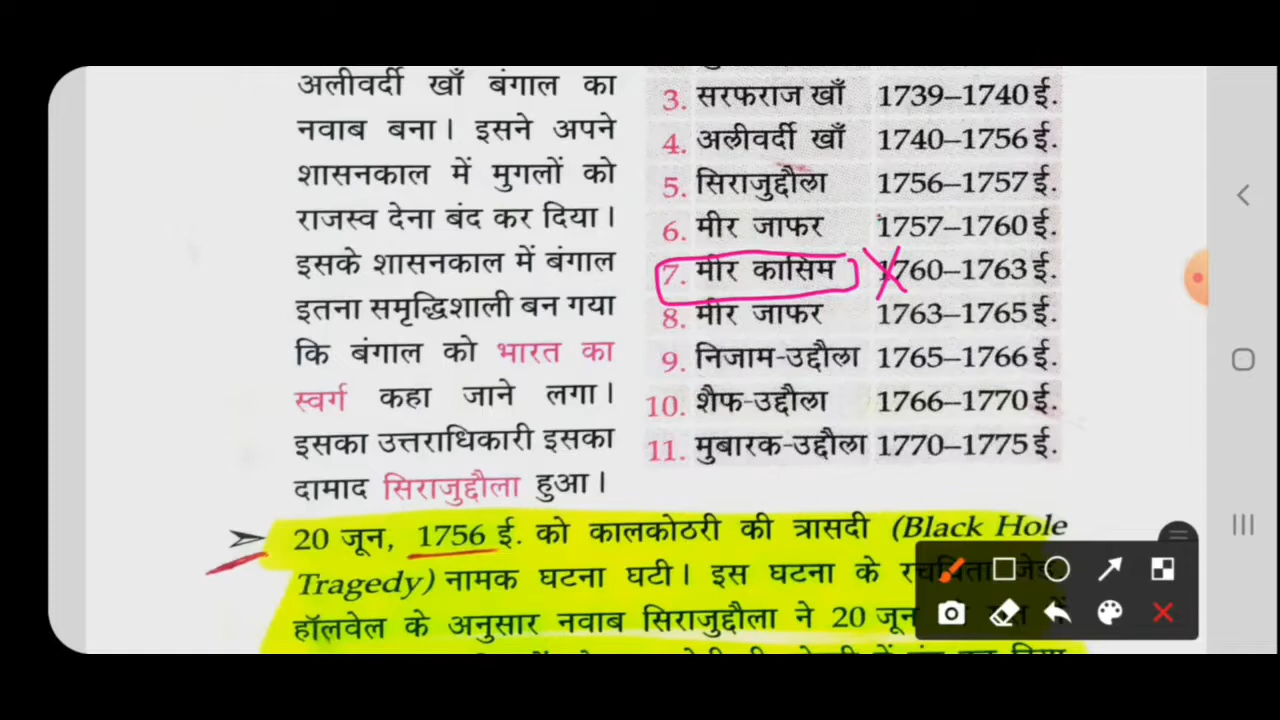 अलीवर्दी खाँ बंगाल का
नवाब बना। इसने अपने
शासनकाल में मुगलों को
राजस्व देना बंद कर दिया।
इसके शासनकाल में बंगाल
इतना समृद्धिशाली बन गया
कि बंगाल को भारत का
स्वर्ग कहा जाने लगा।
इसका उत्तराधिकारी इसका
दामाद सिराजुद्दौला हुआ।
3. सरफराज खाँ 1739–1740 ई.
4. अलीवर्दी खाँ 1740–1756 ई.
5. सिराजुद्दौला 1756–1757 ई.
6. मीर जाफर 1757–1760 ई.
7. मीर कासिम 1760–1763 ई.
8. मीर जाफर 1763–1765 ई.
9. निजाम-उद्दौला 1765–1766 ई.
10. शैफ-उद्दौला 1766–1770 ई.
11. मुबारक-उद्दौला 1770–1775 ई.
➢ 20 जून, 1756 ई. को कालकोठरी की त्रासदी (Black Hole
Tragedy) नामक घटना घटी। इस घटना के रचयिता जेड
हॉलवेल के अनुसार नवाब सिराजुद्दौला ने 20 जून